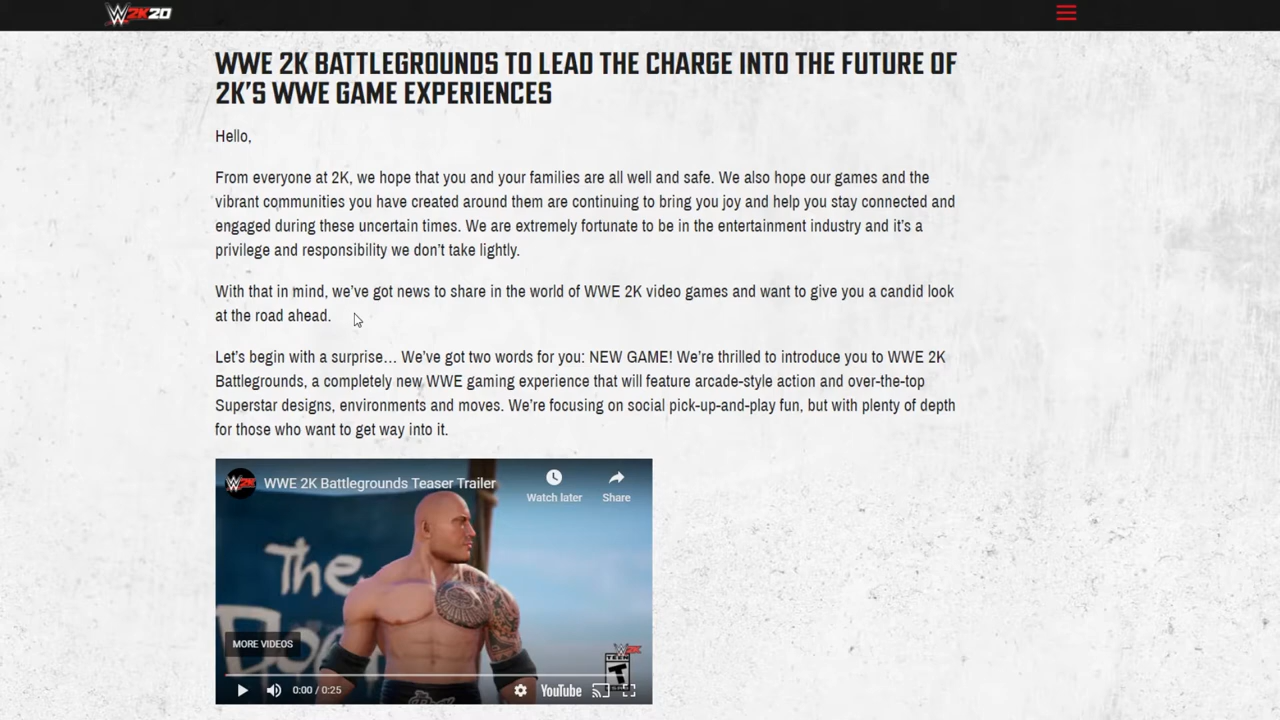 W2K20
WWE 2K BATTLEGROUNDS TO LEAD THE CHARGE INTO THE FUTURE OF
2K'S WWE GAME EXPERIENCES
Hello,
From everyone at 2K, we hope that you and your families are all well and safe. We also hope our games and the
vibrant communities you have created around them are continuing to bring you joy and help you stay connected and
engaged during these uncertain times. We are extremely fortunate to be in the entertainment industry and it's a
privilege and responsibility we don't take lightly.
With that in mind, we've got news to share in the world of WWE 2K video games and want to give you a candid look
at the road ahead.
Let's begin with a surprise… We've got two words for you: NEW GAME! We're thrilled to introduce you to WWE 2K
Battlegrounds, a completely new WWE gaming experience that will feature arcade-style action and over-the-top
Superstar designs, environments and moves. We're focusing on social pick-up-and-play fun, but with plenty of depth
for those who want to get way into it.
W2K
WWE 2K Battlegrounds Teaser Trailer
Watch later
Share
The
MORE VIDEOS
W2K
TEEN
T
0:00 / 0:25
YouTube